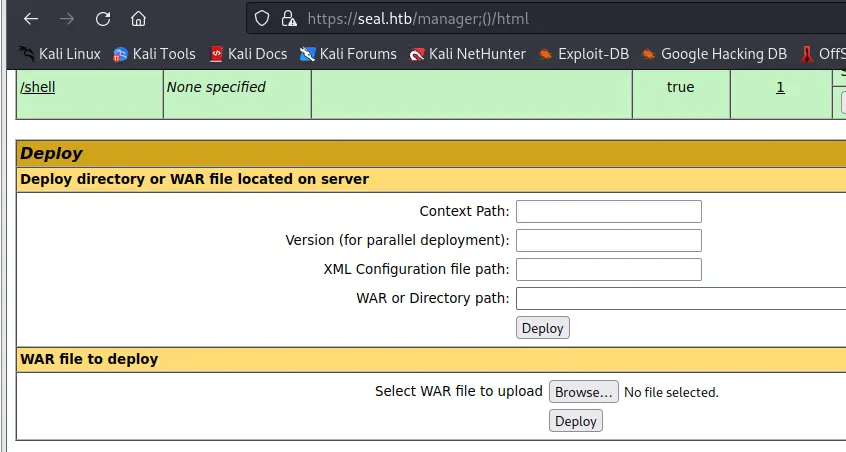 https://seal.htb/manager;()/html
Kali Linux Kali Tools Kali Docs Kali Forums Kali NetHunter Exploit-DB Google Hacking DB OffS
/shell None specified true 1
Deploy
Deploy directory or WAR file located on server
Context Path:
Version (for parallel deployment):
XML Configuration file path:
WAR or Directory path:
Deploy
WAR file to deploy
Select WAR file to upload Browse... No file selected.
Deploy